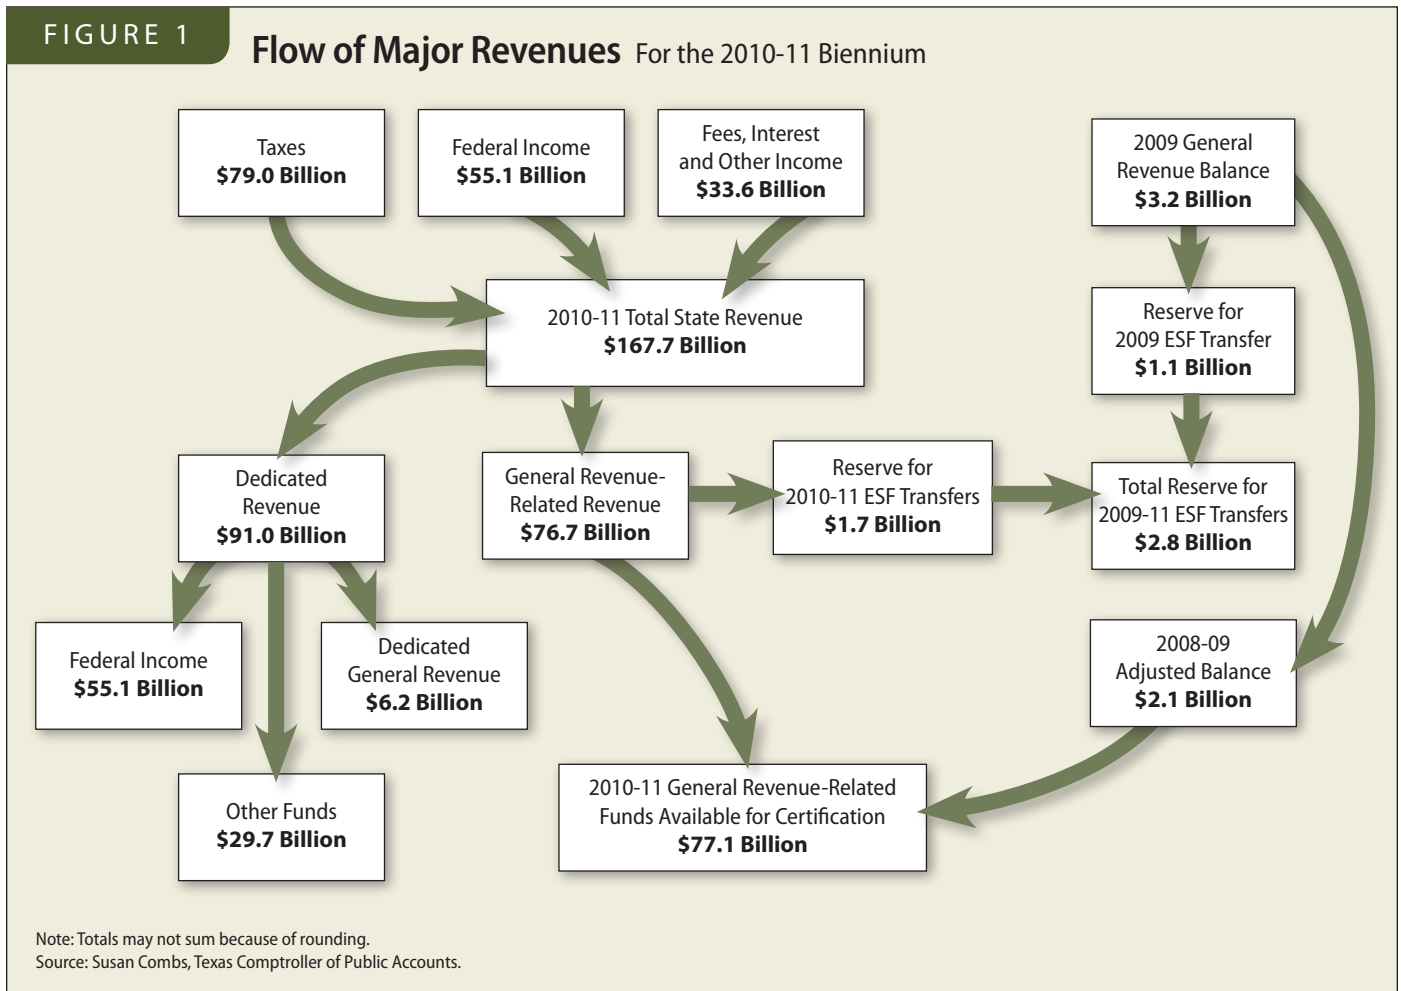 FIGURE 1
Flow of Major Revenues For the 2010-11 Biennium
Taxes
$79.0 Billion
Federal Income
$55.1 Billion
Fees, Interest
and Other Income
$33.6 Billion
2009 General
Revenue Balance
$3.2 Billion
2010-11 Total State Revenue
$167.7 Billion
Reserve for
2009 ESF Transfer
$1.1 Billion
Dedicated
Revenue
$91.0 Billion
General Revenue-
Related Revenue
$76.7 Billion
Reserve for
2010-11 ESF Transfers
$1.7 Billion
Total Reserve for
2009-11 ESF Transfers
$2.8 Billion
Federal Income
$55.1 Billion
Dedicated
General Revenue
$6.2 Billion
2008-09
Adjusted Balance
$2.1 Billion
Other Funds
$29.7 Billion
2010-11 General Revenue-Related
Funds Available for Certification
$77.1 Billion
Note: Totals may not sum because of rounding.
Source: Susan Combs, Texas Comptroller of Public Accounts.